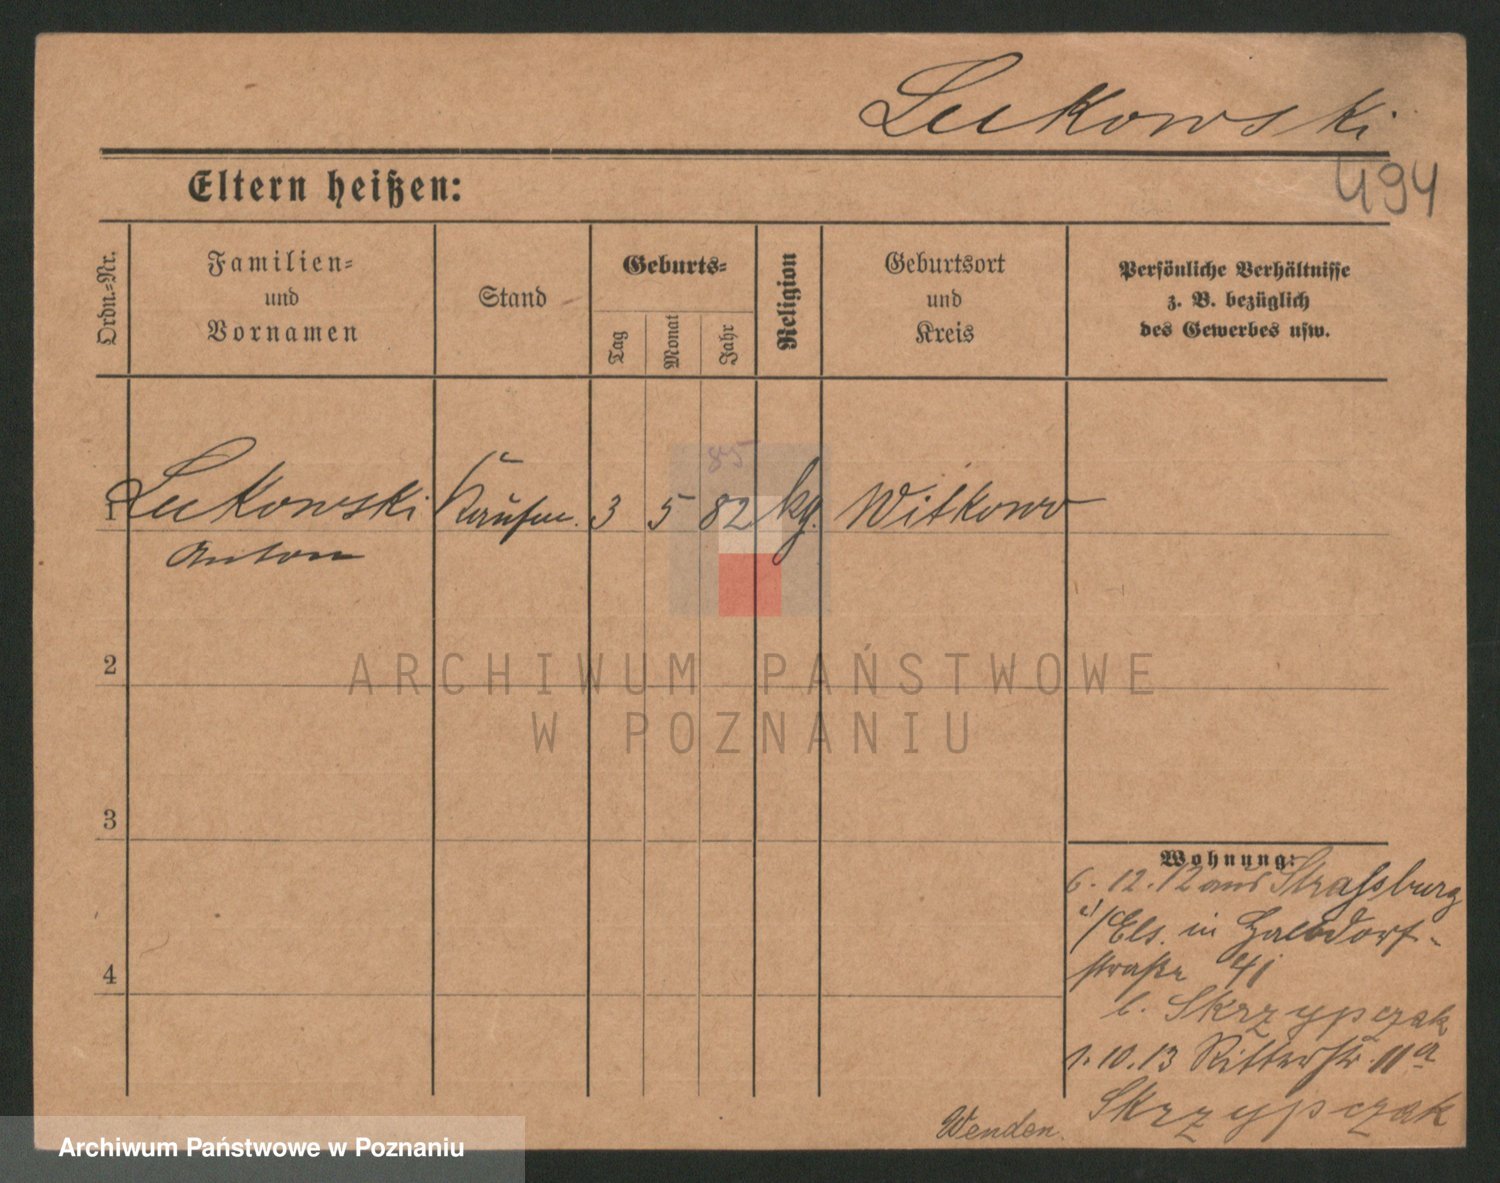 Lukowski
494
Eltern heißen:
Ordn.-Nr.
Familien-
und
Vornamen
Stand
Geburts-
Tag
Monat
Jahr
Religion
Geburtsort
und
Kreis
Persönliche Verhältnisse
z. B. bezüglich
des Gewerbes usw.
85
1 Lukowski Kaufm. 3 5 82 kg. Witkowo
Anton
2
ARCHIWUM PAŃSTWOWE
W POZNANIU
3
Wohnung:
6. 12. 12 aus Strassburg
i/Els. in Halbdorf-
straße 41
b. Skrzypczak
4
1. 10. 13 Ritterstr. 11a
Skrzypczak
Wenden.
Archiwum Państwowe w Poznaniu